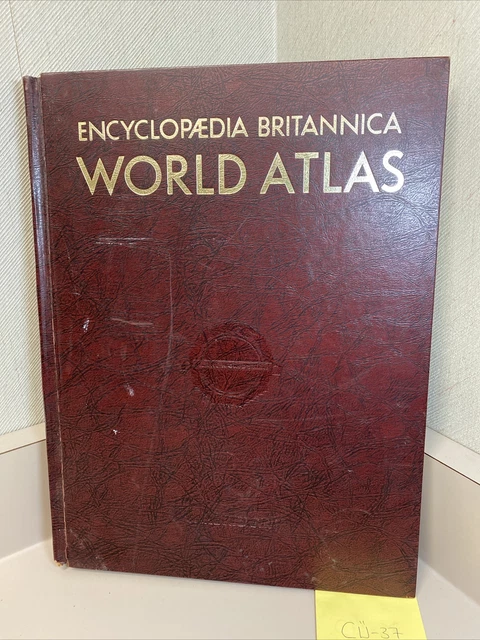 ENCYCLOPÆDIA BRITANNICA
WORLD ATLAS
CÜ-37